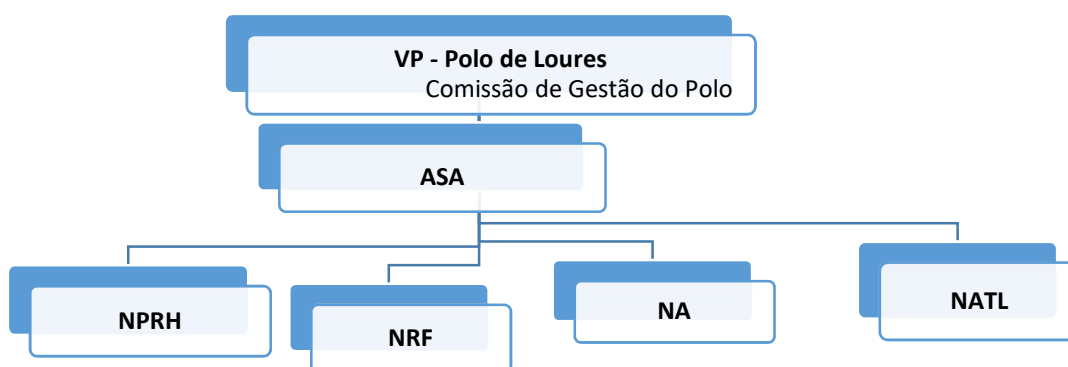 VP - Polo de Loures
Comissão de Gestão do Polo
ASA
NPRH
NRF
NA
NATL